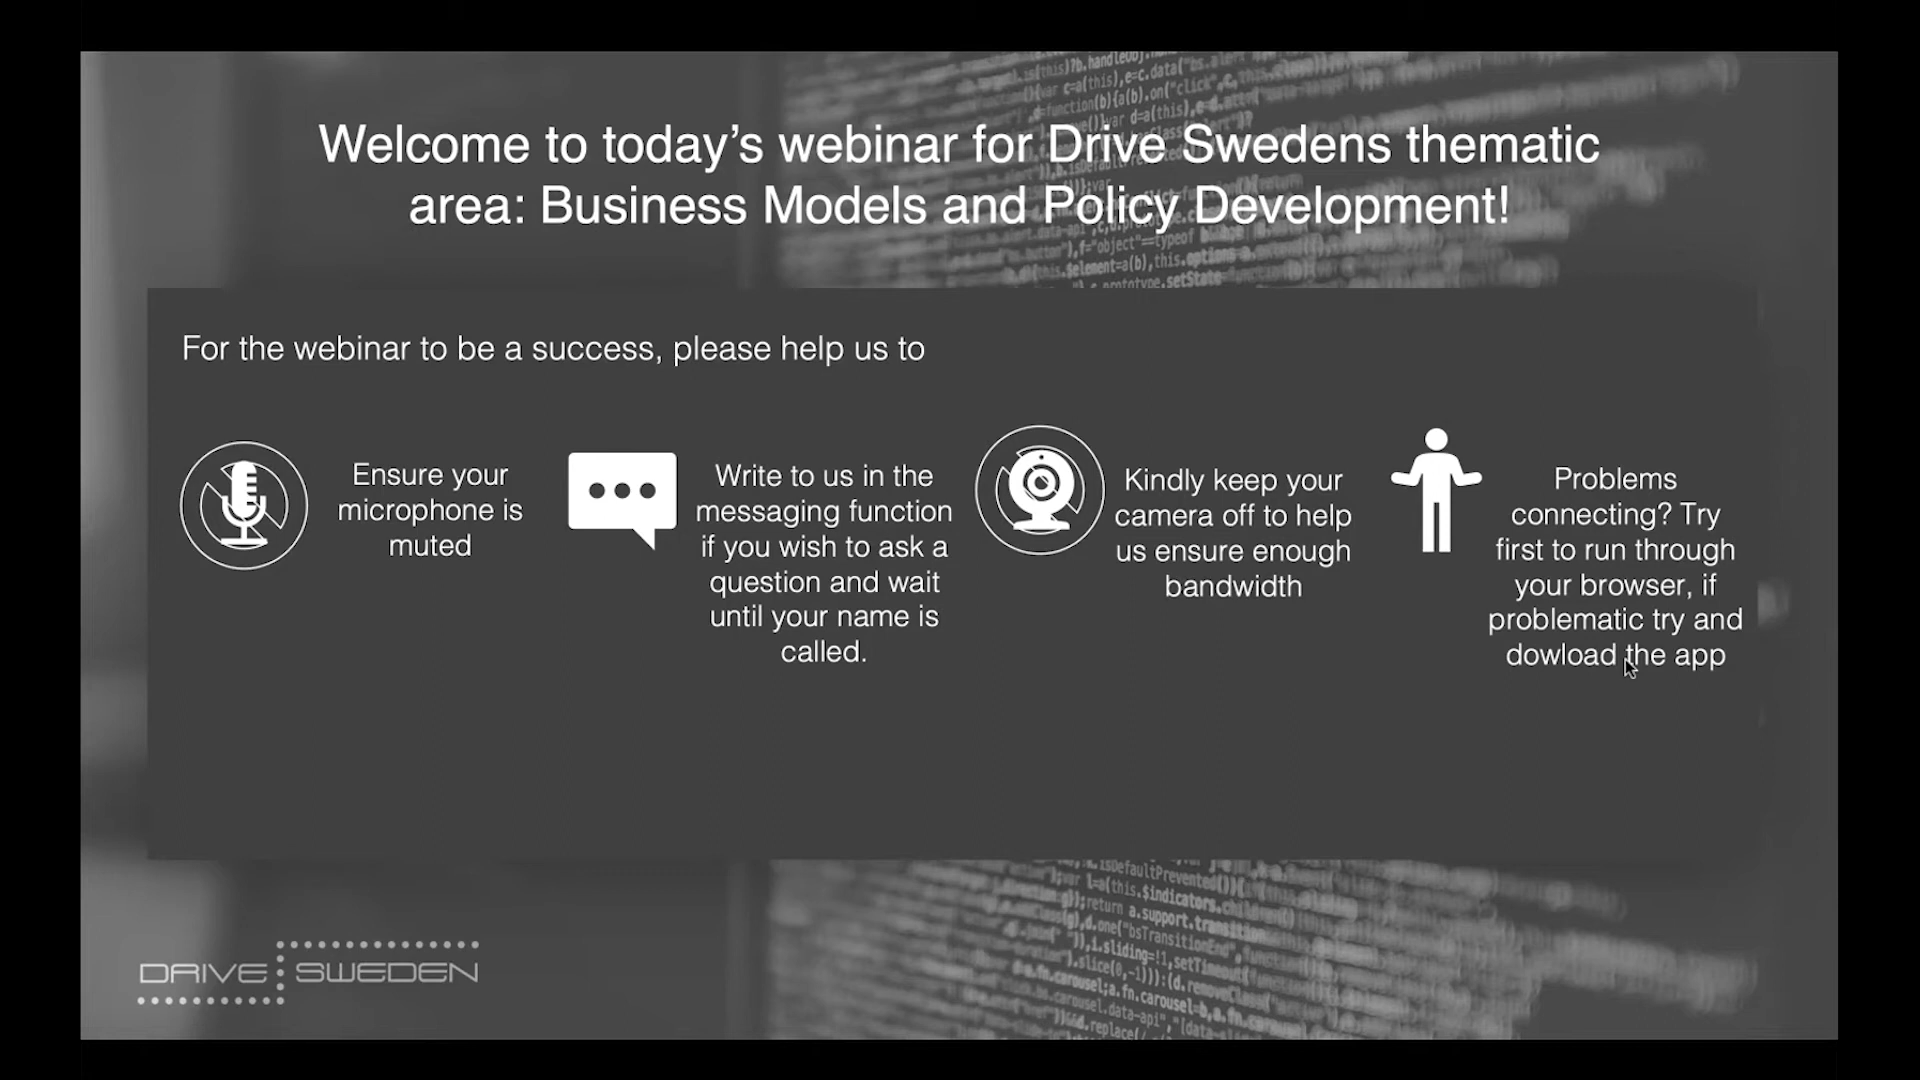 Welcome to today’s webinar for Drive Swedens thematic
area: Business Models and Policy Development!
For the webinar to be a success, please help us to
Ensure your
microphone is
muted
Write to us in the
messaging function
if you wish to ask a
question and wait
until your name is
called.
Kindly keep your
camera off to help
us ensure enough
bandwidth
Problems
connecting? Try
first to run through
your browser, if
problematic try and
dowload the app
DRIVE SWEDEN